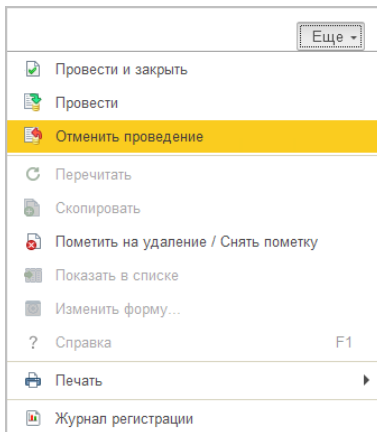 Еще
Провести и закрыть
Провести
Отменить проведение
Перечитать
Скопировать
Пометить на удаление / Снять пометку
Показать в списке
Изменить форму...
? Справка F1
Печать
Журнал регистрации